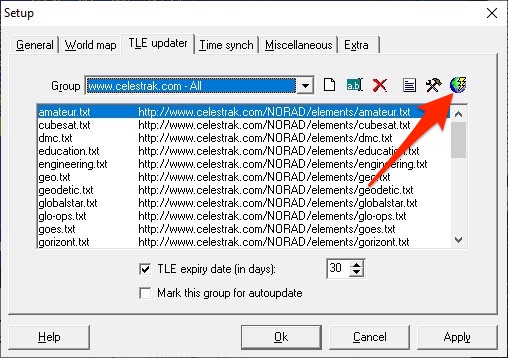 Setup
General World map TLE updater Time synch Miscellaneous Extra
Group www.celestrak.com - All
amateur.txt http://www.celestrak.com/NORAD/elements/amateur.txt
cubesat.txt http://www.celestrak.com/NORAD/elements/cubesat.txt
dmc.txt http://www.celestrak.com/NORAD/elements/dmc.txt
education.txt http://www.celestrak.com/NORAD/elements/education.txt
engineering.txt http://www.celestrak.com/NORAD/elements/engineering.txt
geo.txt http://www.celestrak.com/NORAD/elements/geo.txt
geodetic.txt http://www.celestrak.com/NORAD/elements/geodetic.txt
globalstar.txt http://www.celestrak.com/NORAD/elements/globalstar.txt
glo-ops.txt http://www.celestrak.com/NORAD/elements/glo-ops.txt
goes.txt http://www.celestrak.com/NORAD/elements/goes.txt
gorizont.txt http://www.celestrak.com/NORAD/elements/gorizont.txt
TLE expiry date (in days): 30
Mark this group for autoupdate
Help Ok Cancel Apply